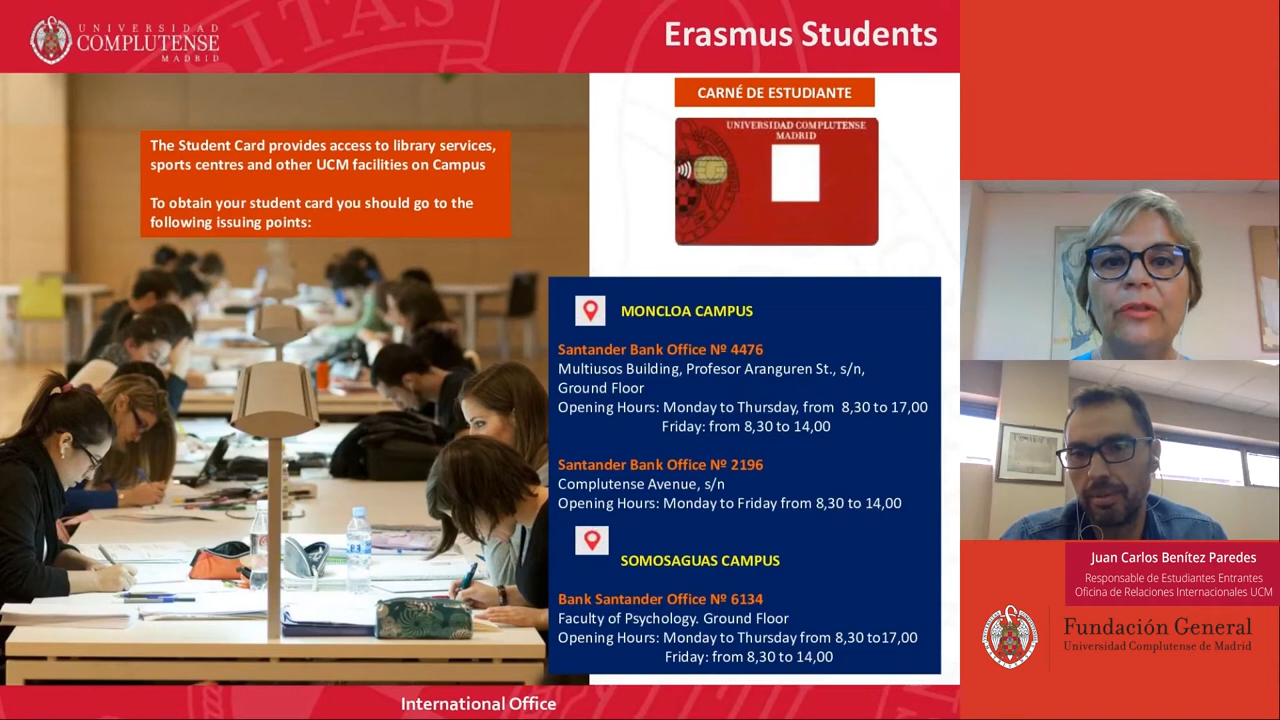 UNIVERSIDAD
COMPLUTENSE
MADRID
Erasmus Students
The Student Card provides access to library services,
sports centres and other UCM facilities on Campus
To obtain your student card you should go to the
following issuing points:
CARNÉ DE ESTUDIANTE
UNIVERSIDAD COMPLUTENSE
MADRID
MONCLOA CAMPUS
Santander Bank Office Nº 4476
Multiusos Building, Profesor Aranguren St., s/n,
Ground Floor
Opening Hours: Monday to Thursday, from 8,30 to 17,00
Friday: from 8,30 to 14,00
Santander Bank Office Nº 2196
Complutense Avenue, s/n
Opening Hours: Monday to Friday from 8,30 to 14,00
SOMOSAGUAS CAMPUS
Bank Santander Office Nº 6134
Faculty of Psychology. Ground Floor
Opening Hours: Monday to Thursday from 8,30 to17,00
Friday: from 8,30 to 14,00
International Office
Juan Carlos Benítez Paredes
Responsable de Estudiantes Entrantes
Oficina de Relaciones Internacionales UCM
Fundación General
Universidad Complutense de Madrid